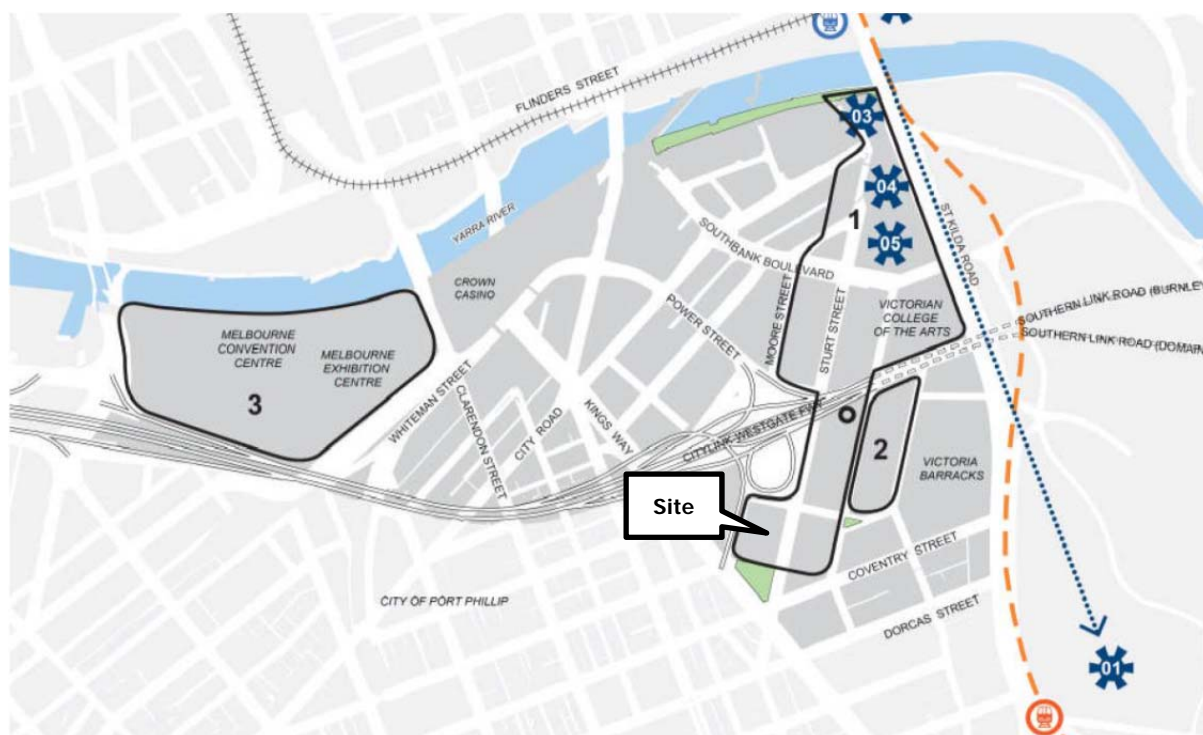 FLINDERS STREET
03
04
1
05
ST KILDA ROAD
YARRA RIVER
SOUTHBANK BOULEVARD
CROWN
CASINO
MOORE STREET
STURT STREET
VICTORIAN
COLLEGE
OF THE ARTS
SOUTHERN LINK ROAD (BURNLEY
SOUTHERN LINK ROAD (DOMAIN
POWER STREET
MELBOURNE
CONVENTION
CENTRE
MELBOURNE
EXHIBITION
CENTRE
3
WHITEMAN STREET
CLARENDON STREET
CITY ROAD
KINGS WAY
CITYLINK WESTGATE FWY
2
VICTORIA
BARRACKS
Site
COVENTRY STREET
CITY OF PORT PHILLIP
DORCAS STREET
01